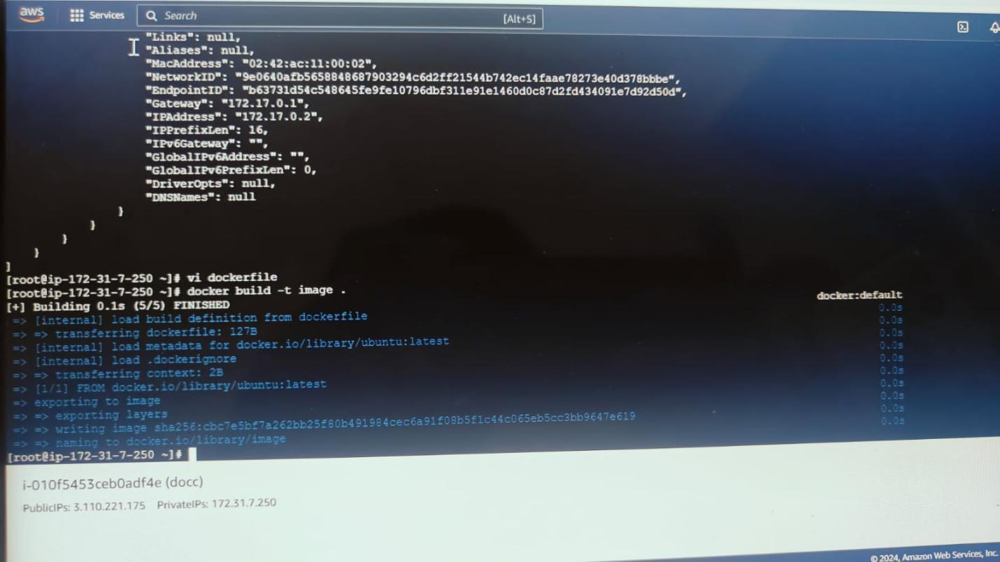 aws Services Search [Alt+S]
"Links": null,
"Aliases": null,
"MacAddress": "02:42:ac:11:00:02",
"NetworkID": "9e0640afb5658848687903294c6d2ff21544b742ec14faae78273e40d378bbbe",
"EndpointID": "b63731d54c548645fe9fe10796dbf311e91e1460d0c87d2fd434091e7d92d50d",
"Gateway": "172.17.0.1",
"IPAddress": "172.17.0.2",
"IPPrefixLen": 16,
"IPv6Gateway": "",
"GlobalIPv6Address": "",
"GlobalIPv6PrefixLen": 0,
"DriverOpts": null,
"DNSNames": null
}
}
}
}
]
[root@ip-172-31-7-250 ~]# vi dockerfile
[root@ip-172-31-7-250 ~]# docker build -t image .
[+] Building 0.1s (5/5) FINISHED docker:default
=> [internal] load build definition from dockerfile 0.0s
=> => transferring dockerfile: 127B 0.0s
=> [internal] load metadata for docker.io/library/ubuntu:latest 0.0s
=> [internal] load .dockerignore 0.0s
=> => transferring context: 2B 0.0s
=> [1/1] FROM docker.io/library/ubuntu:latest 0.0s
=> exporting to image 0.0s
=> => exporting layers 0.0s
=> => writing image sha256:cbc7e5bf7a262bb25f80b491984cec6a91f08b5f1c44c065eb5cc3bb9647e619 0.0s
=> => naming to docker.io/library/image 0.0s
[root@ip-172-31-7-250 ~]#
i-010f5453ceb0adf4e (docc)
PublicIPs: 3.110.221.175 PrivateIPs: 172.31.7.250
© 2024, Amazon Web Services, Inc.